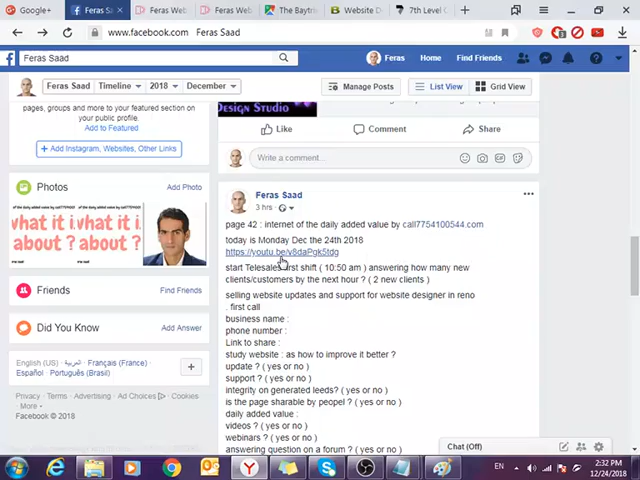 Google+
Feras Sa
Feras Web
Feras Web
The Baytr
Website D
7th Level C
www.facebook.com Feras Saad
Feras Saad
Feras
Home
Find Friends
Feras Saad
Timeline
2018
December
Manage Posts
List View
Grid View
pages, groups and more to your featured section on
your public profile.
Add to Featured
+ Add Instagram, Websites, Other Links
Photos
Add Photo
what it i
about ?
what it i
about ?
Friends
Find Friends
Did You Know
Add Answer
English (US) · العربية · Français (France) ·
Español · Português (Brasil)
Privacy · Terms · Advertising · Ad Choices · Cookies
· More
Facebook © 2018
Design Studio
Like
Comment
Share
Write a comment...
Feras Saad
3 hrs ·
page 42 : internet of the daily added value by call7754100544.com
today is Monday Dec the 24th 2018
https://youtu.be/v8daPgk5tdg
start Telesales first shift ( 10:50 am ) answering how many new
clients/customers by the next hour ? ( 2 new clients )
selling website updates and support for website designer in reno
. first call
business name :
phone number :
Link to share :
study website : as how to improve it better ?
update ? ( yes or no )
support ? ( yes or no )
integrity on generated leeds? ( yes or no )
is the page sharable by peopel ? ( yes or no )
daily added value :
videos ? ( yes or no )
webinars ? ( yes or no )
answering question on a forum ? ( yes or no )
Chat (Off)
EN
2:32 PM
12/24/2018